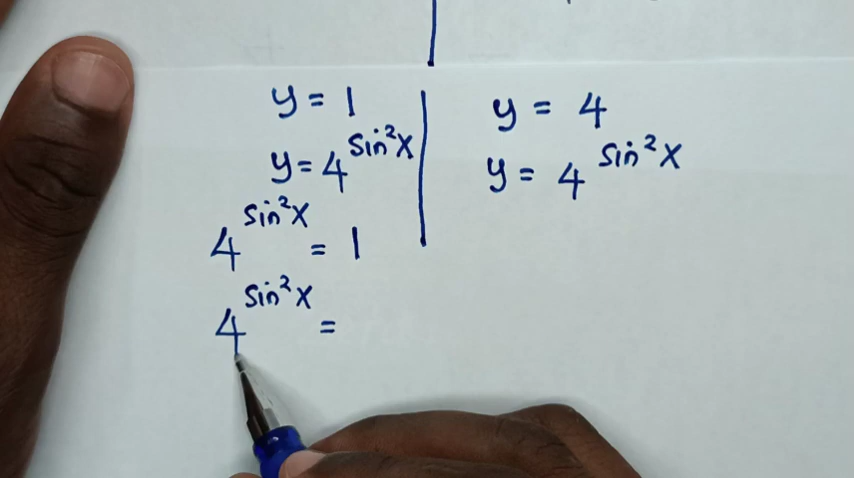 y = 1
y = 4^sin²x
4^sin²x = 1
4^sin²x =
y = 4
y = 4^sin²x